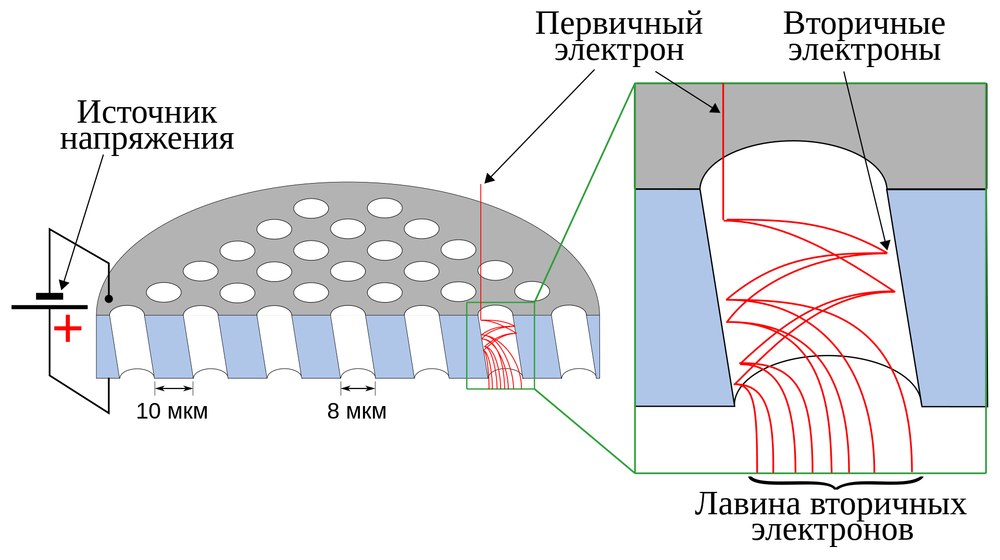 Первичный
электрон
Вторичные
электроны
Источник
напряжения
+
10 мкм
8 мкм
Лавина вторичных
электронов